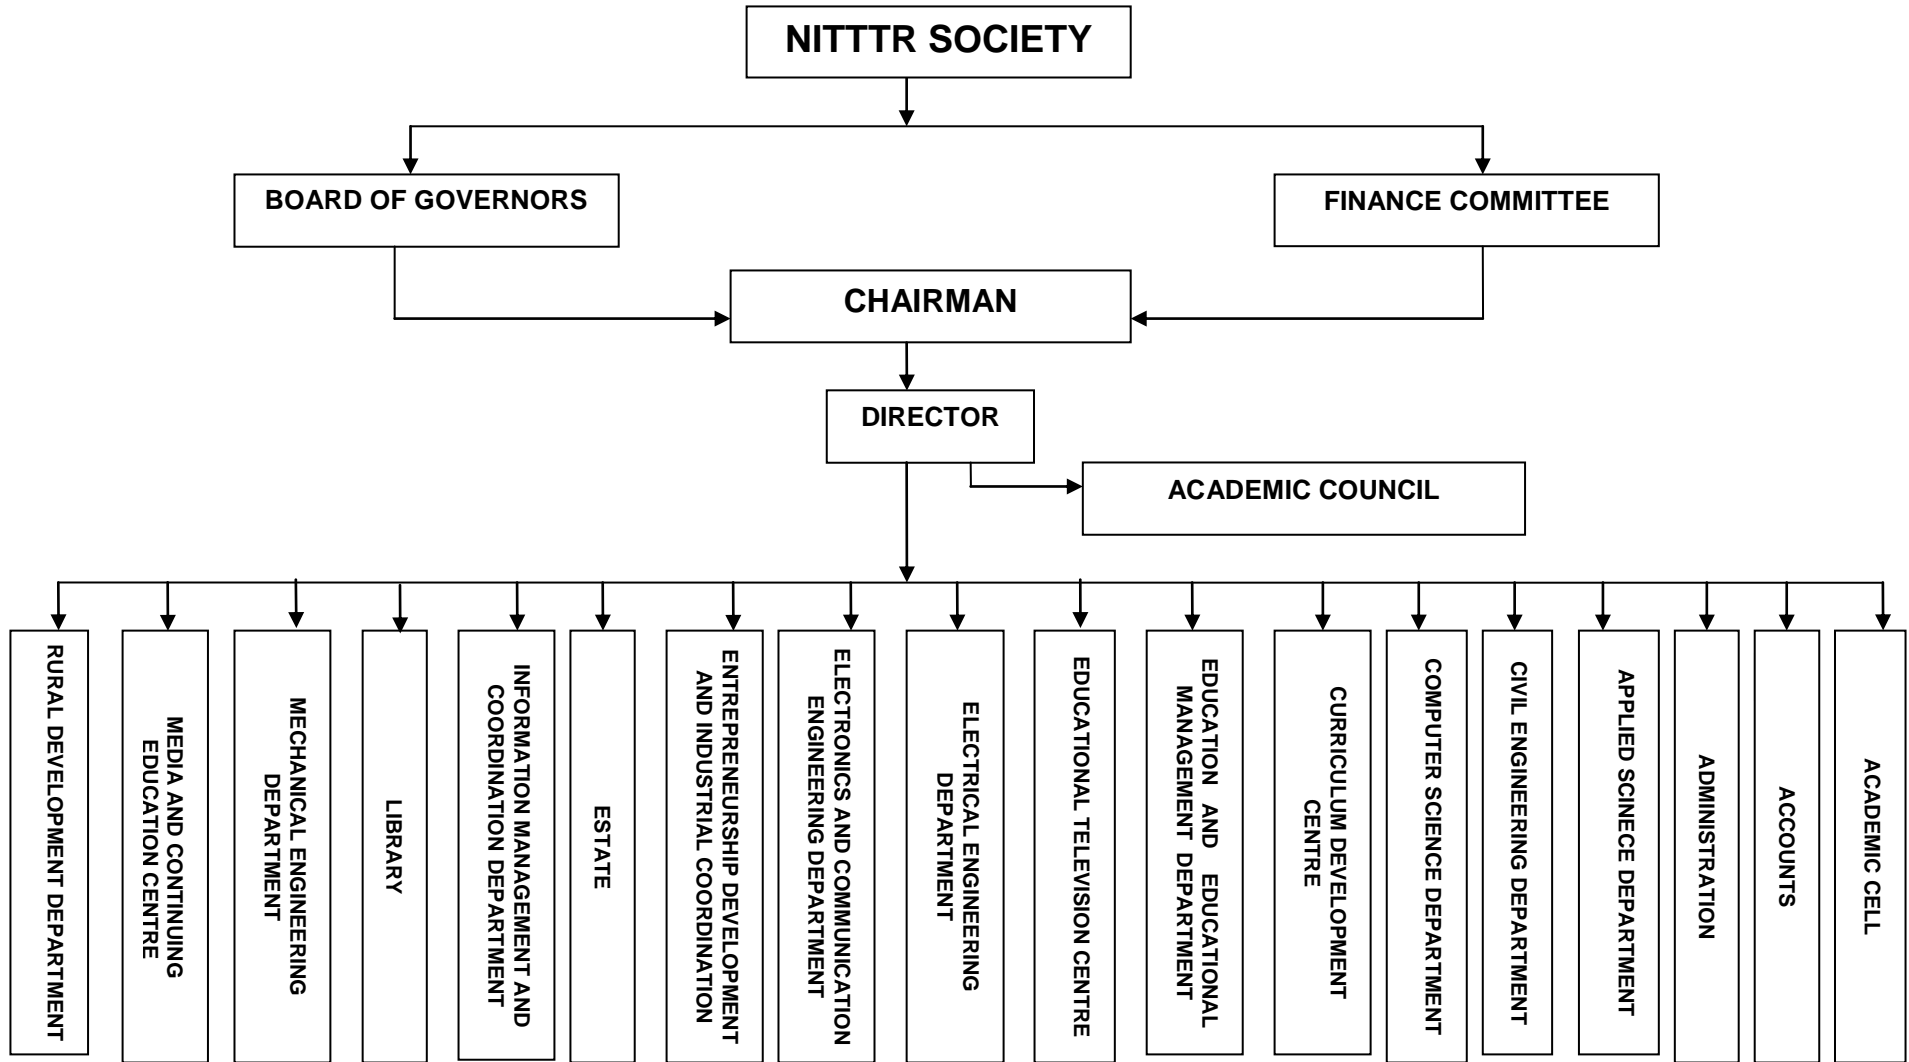 NITTTR SOCIETY
BOARD OF GOVERNORS
FINANCE COMMITTEE
CHAIRMAN
DIRECTOR
ACADEMIC COUNCIL
RURAL DEVELOPMENT DEPARTMENT
MEDIA AND CONTINUING
EDUCATION CENTRE
MECHANICAL ENGINEERING
DEPARTMENT
LIBRARY
INFORMATION MANAGEMENT AND
COORDINATION DEPARTMENT
ESTATE
ENTREPRENEURSHIP DEVELOPMENT
AND INDUSTRIAL COORDINATION
ELECTRONICS AND COMMUNICATION
ENGINEERING DEPARTMENT
ELECTRICAL ENGINEERING
DEPARTMENT
EDUCATIONAL TELEVISION CENTRE
EDUCATION AND EDUCATIONAL
MANAGEMENT DEPARTMENT
CURRICULUM DEVELOPMENT
CENTRE
COMPUTER SCIENCE DEPARTMENT
CIVIL ENGINEERING DEPARTMENT
APPLIED SCINECE DEPARTMENT
ADMINISTRATION
ACCOUNTS
ACADEMIC CELL